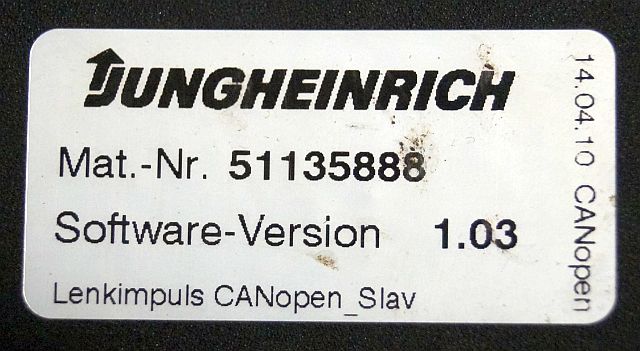 JUNGHEINRICH
Mat.-Nr. 51135888
Software-Version 1.03
Lenkimpuls CANopen_Slav
14.04.10 CANopen